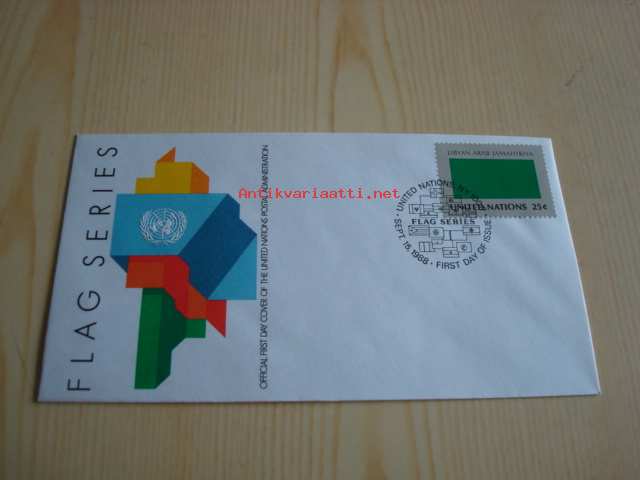 FLAG SERIES
OFFICIAL FIRST DAY COVER OF THE UNITED NATIONS POSTAL ADMINISTRATION
Antikvariaatti.net
LIBYAN ARAB JAMAHIRIYA
UNITED NATIONS 25¢
UNITED NATIONS, NY
FLAG SERIES
SEPT. 15, 1988 • FIRST DAY OF ISSUE